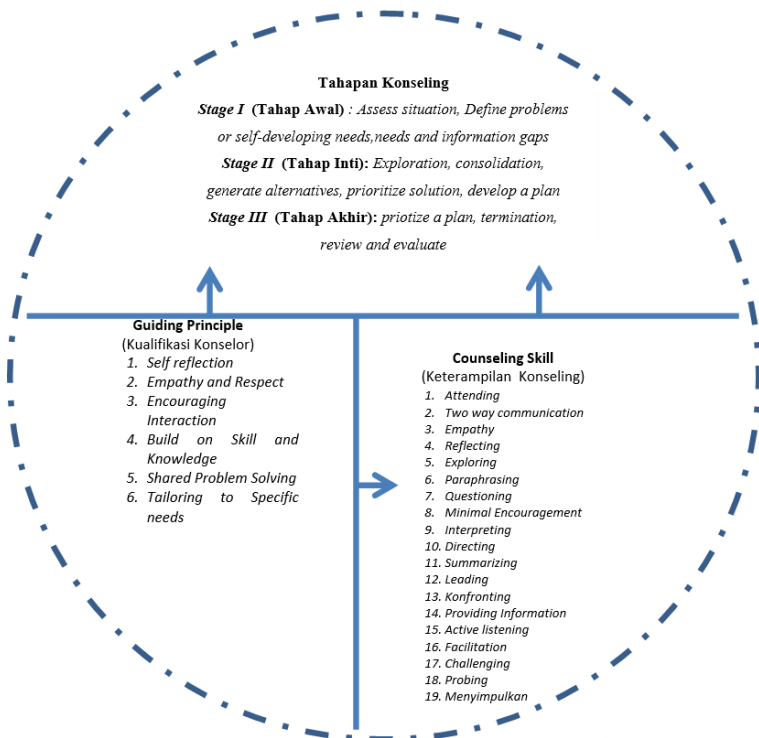 Tahapan Konseling
Stage I (Tahap Awal) : Assess situation, Define problems
or self-developing needs,needs and information gaps
Stage II (Tahap Inti): Exploration, consolidation,
generate alternatives, prioritize solution, develop a plan
Stage III (Tahap Akhir): priotize a plan, termination,
review and evaluate
Guiding Principle
(Kualifikasi Konselor)
1. Self reflection
2. Empathy and Respect
3. Encouraging
Interaction
4. Build on Skill and
Knowledge
5. Shared Problem Solving
6. Tailoring to Specific
needs
Counseling Skill
(Keterampilan Konseling)
1. Attending
2. Two way communication
3. Empathy
4. Reflecting
5. Exploring
6. Paraphrasing
7. Questioning
8. Minimal Encouragement
9. Interpreting
10. Directing
11. Summarizing
12. Leading
13. Konfronting
14. Providing Information
15. Active listening
16. Facilitation
17. Challenging
18. Probing
19. Menyimpulkan